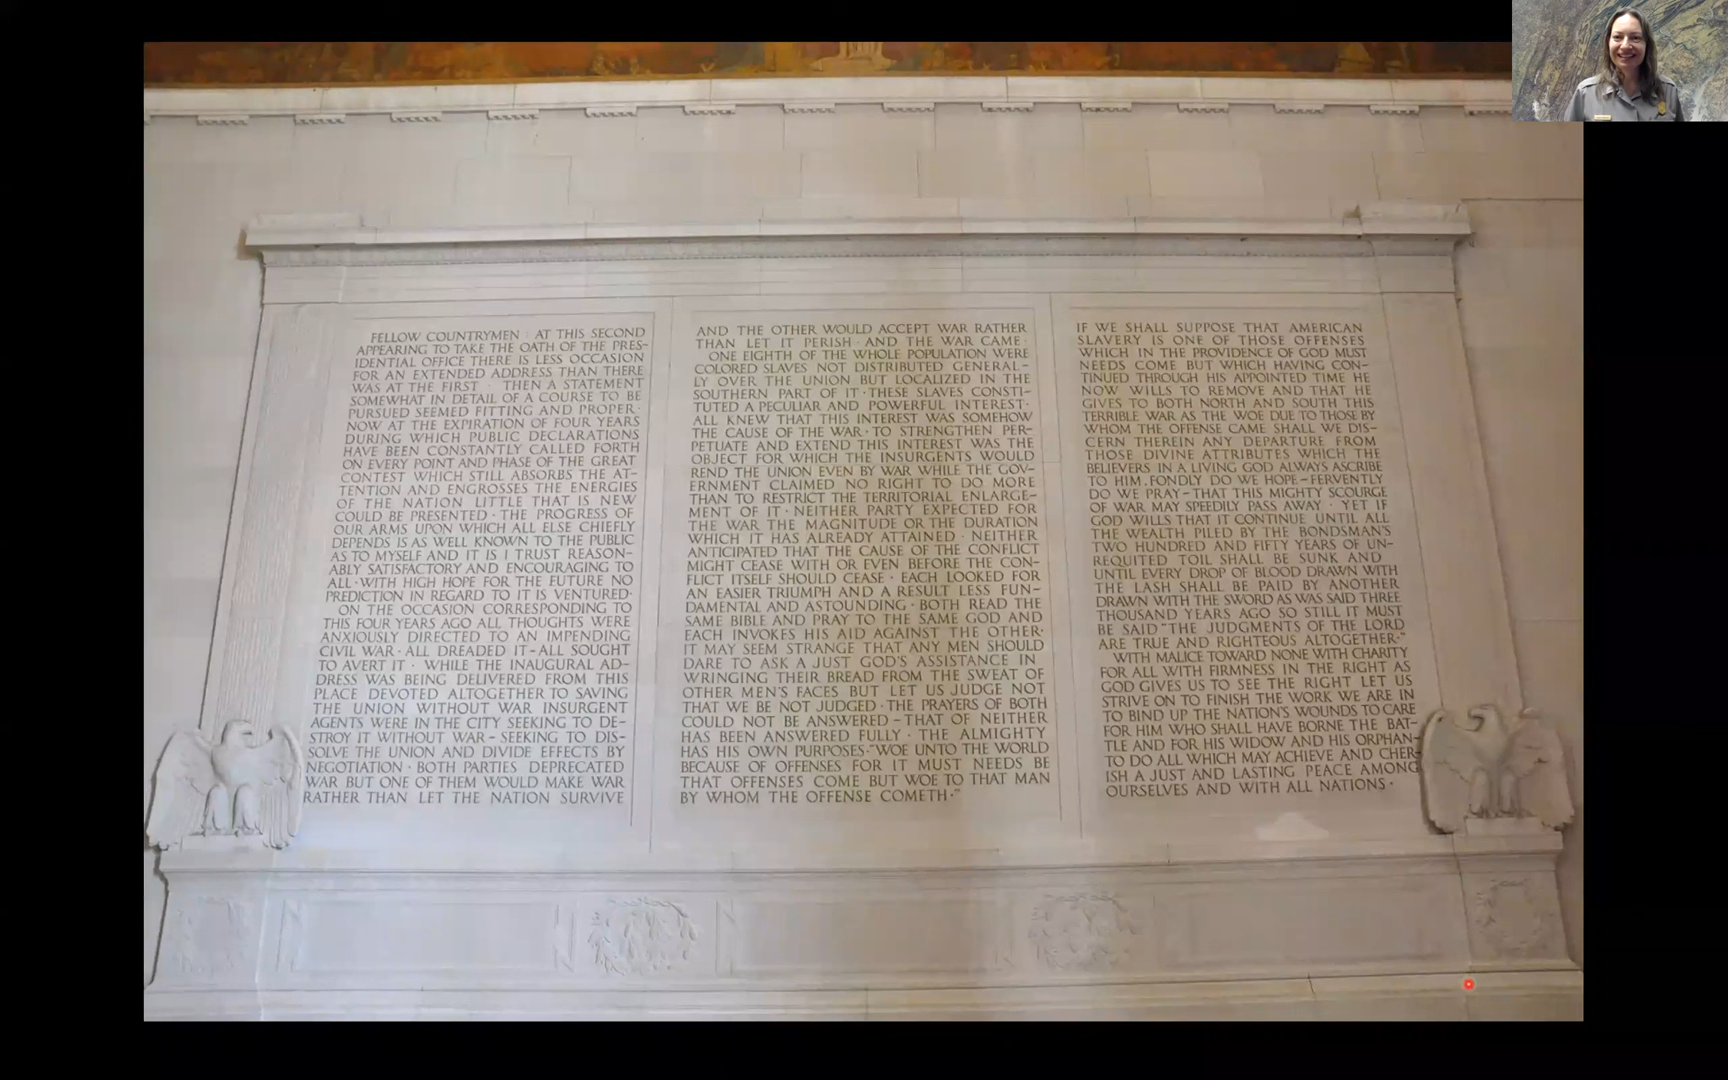 FELLOW COUNTRYMEN · AT THIS SECOND
APPEARING TO TAKE THE OATH OF THE PRES-
IDENTIAL OFFICE THERE IS LESS OCCASION
FOR AN EXTENDED ADDRESS THAN THERE
WAS AT THE FIRST · THEN A STATEMENT
SOMEWHAT IN DETAIL OF A COURSE TO BE
PURSUED SEEMED FITTING AND PROPER ·
NOW AT THE EXPIRATION OF FOUR YEARS
DURING WHICH PUBLIC DECLARATIONS
HAVE BEEN CONSTANTLY CALLED FORTH
ON EVERY POINT AND PHASE OF THE GREAT
CONTEST WHICH STILL ABSORBS THE AT-
TENTION AND ENGROSSES THE ENERGIES
OF THE NATION LITTLE THAT IS NEW
COULD BE PRESENTED · THE PROGRESS OF
OUR ARMS UPON WHICH ALL ELSE CHIEFLY
DEPENDS IS AS WELL KNOWN TO THE PUBLIC
AS TO MYSELF AND IT IS I TRUST REASON-
ABLY SATISFACTORY AND ENCOURAGING TO
ALL · WITH HIGH HOPE FOR THE FUTURE NO
PREDICTION IN REGARD TO IT IS VENTURED ·
ON THE OCCASION CORRESPONDING TO
THIS FOUR YEARS AGO ALL THOUGHTS WERE
ANXIOUSLY DIRECTED TO AN IMPENDING
CIVIL WAR · ALL DREADED IT – ALL SOUGHT
TO AVERT IT · WHILE THE INAUGURAL AD-
DRESS WAS BEING DELIVERED FROM THIS
PLACE DEVOTED ALTOGETHER TO SAVING
THE UNION WITHOUT WAR INSURGENT
AGENTS WERE IN THE CITY SEEKING TO DE-
STROY IT WITHOUT WAR – SEEKING TO DIS-
SOLVE THE UNION AND DIVIDE EFFECTS BY
NEGOTIATION · BOTH PARTIES DEPRECATED
WAR BUT ONE OF THEM WOULD MAKE WAR
RATHER THAN LET THE NATION SURVIVE
AND THE OTHER WOULD ACCEPT WAR RATHER
THAN LET IT PERISH · AND THE WAR CAME ·
ONE EIGHTH OF THE WHOLE POPULATION WERE
COLORED SLAVES NOT DISTRIBUTED GENERAL-
LY OVER THE UNION BUT LOCALIZED IN THE
SOUTHERN PART OF IT · THESE SLAVES CONSTI-
TUTED A PECULIAR AND POWERFUL INTEREST ·
ALL KNEW THAT THIS INTEREST WAS SOMEHOW
THE CAUSE OF THE WAR · TO STRENGTHEN PER-
PETUATE AND EXTEND THIS INTEREST WAS THE
OBJECT FOR WHICH THE INSURGENTS WOULD
REND THE UNION EVEN BY WAR WHILE THE GOV-
ERNMENT CLAIMED NO RIGHT TO DO MORE
THAN TO RESTRICT THE TERRITORIAL ENLARGE-
MENT OF IT · NEITHER PARTY EXPECTED FOR
THE WAR THE MAGNITUDE OR THE DURATION
WHICH IT HAS ALREADY ATTAINED · NEITHER
ANTICIPATED THAT THE CAUSE OF THE CONFLICT
MIGHT CEASE WITH OR EVEN BEFORE THE CON-
FLICT ITSELF SHOULD CEASE · EACH LOOKED FOR
AN EASIER TRIUMPH AND A RESULT LESS FUN-
DAMENTAL AND ASTOUNDING · BOTH READ THE
SAME BIBLE AND PRAY TO THE SAME GOD AND
EACH INVOKES HIS AID AGAINST THE OTHER ·
IT MAY SEEM STRANGE THAT ANY MEN SHOULD
DARE TO ASK A JUST GOD'S ASSISTANCE IN
WRINGING THEIR BREAD FROM THE SWEAT OF
OTHER MEN'S FACES BUT LET US JUDGE NOT
THAT WE BE NOT JUDGED · THE PRAYERS OF BOTH
COULD NOT BE ANSWERED – THAT OF NEITHER
HAS BEEN ANSWERED FULLY · THE ALMIGHTY
HAS HIS OWN PURPOSES · "WOE UNTO THE WORLD
BECAUSE OF OFFENSES FOR IT MUST NEEDS BE
THAT OFFENSES COME BUT WOE TO THAT MAN
BY WHOM THE OFFENSE COMETH ·"
IF WE SHALL SUPPOSE THAT AMERICAN
SLAVERY IS ONE OF THOSE OFFENSES
WHICH IN THE PROVIDENCE OF GOD MUST
NEEDS COME BUT WHICH HAVING CON-
TINUED THROUGH HIS APPOINTED TIME HE
NOW WILLS TO REMOVE AND THAT HE
GIVES TO BOTH NORTH AND SOUTH THIS
TERRIBLE WAR AS THE WOE DUE TO THOSE BY
WHOM THE OFFENSE CAME SHALL WE DIS-
CERN THEREIN ANY DEPARTURE FROM
THOSE DIVINE ATTRIBUTES WHICH THE
BELIEVERS IN A LIVING GOD ALWAYS ASCRIBE
TO HIM · FONDLY DO WE HOPE – FERVENTLY
DO WE PRAY – THAT THIS MIGHTY SCOURGE
OF WAR MAY SPEEDILY PASS AWAY · YET IF
GOD WILLS THAT IT CONTINUE UNTIL ALL
THE WEALTH PILED BY THE BONDSMAN'S
TWO HUNDRED AND FIFTY YEARS OF UN-
REQUITED TOIL SHALL BE SUNK AND
UNTIL EVERY DROP OF BLOOD DRAWN WITH
THE LASH SHALL BE PAID BY ANOTHER
DRAWN WITH THE SWORD AS WAS SAID THREE
THOUSAND YEARS AGO SO STILL IT MUST
BE SAID "THE JUDGMENTS OF THE LORD
ARE TRUE AND RIGHTEOUS ALTOGETHER ·"
WITH MALICE TOWARD NONE WITH CHARITY
FOR ALL WITH FIRMNESS IN THE RIGHT AS
GOD GIVES US TO SEE THE RIGHT LET US
STRIVE ON TO FINISH THE WORK WE ARE IN
TO BIND UP THE NATION'S WOUNDS TO CARE
FOR HIM WHO SHALL HAVE BORNE THE BAT-
TLE AND FOR HIS WIDOW AND HIS ORPHAN –
TO DO ALL WHICH MAY ACHIEVE AND CHER-
ISH A JUST AND LASTING PEACE AMONG
OURSELVES AND WITH ALL NATIONS ·